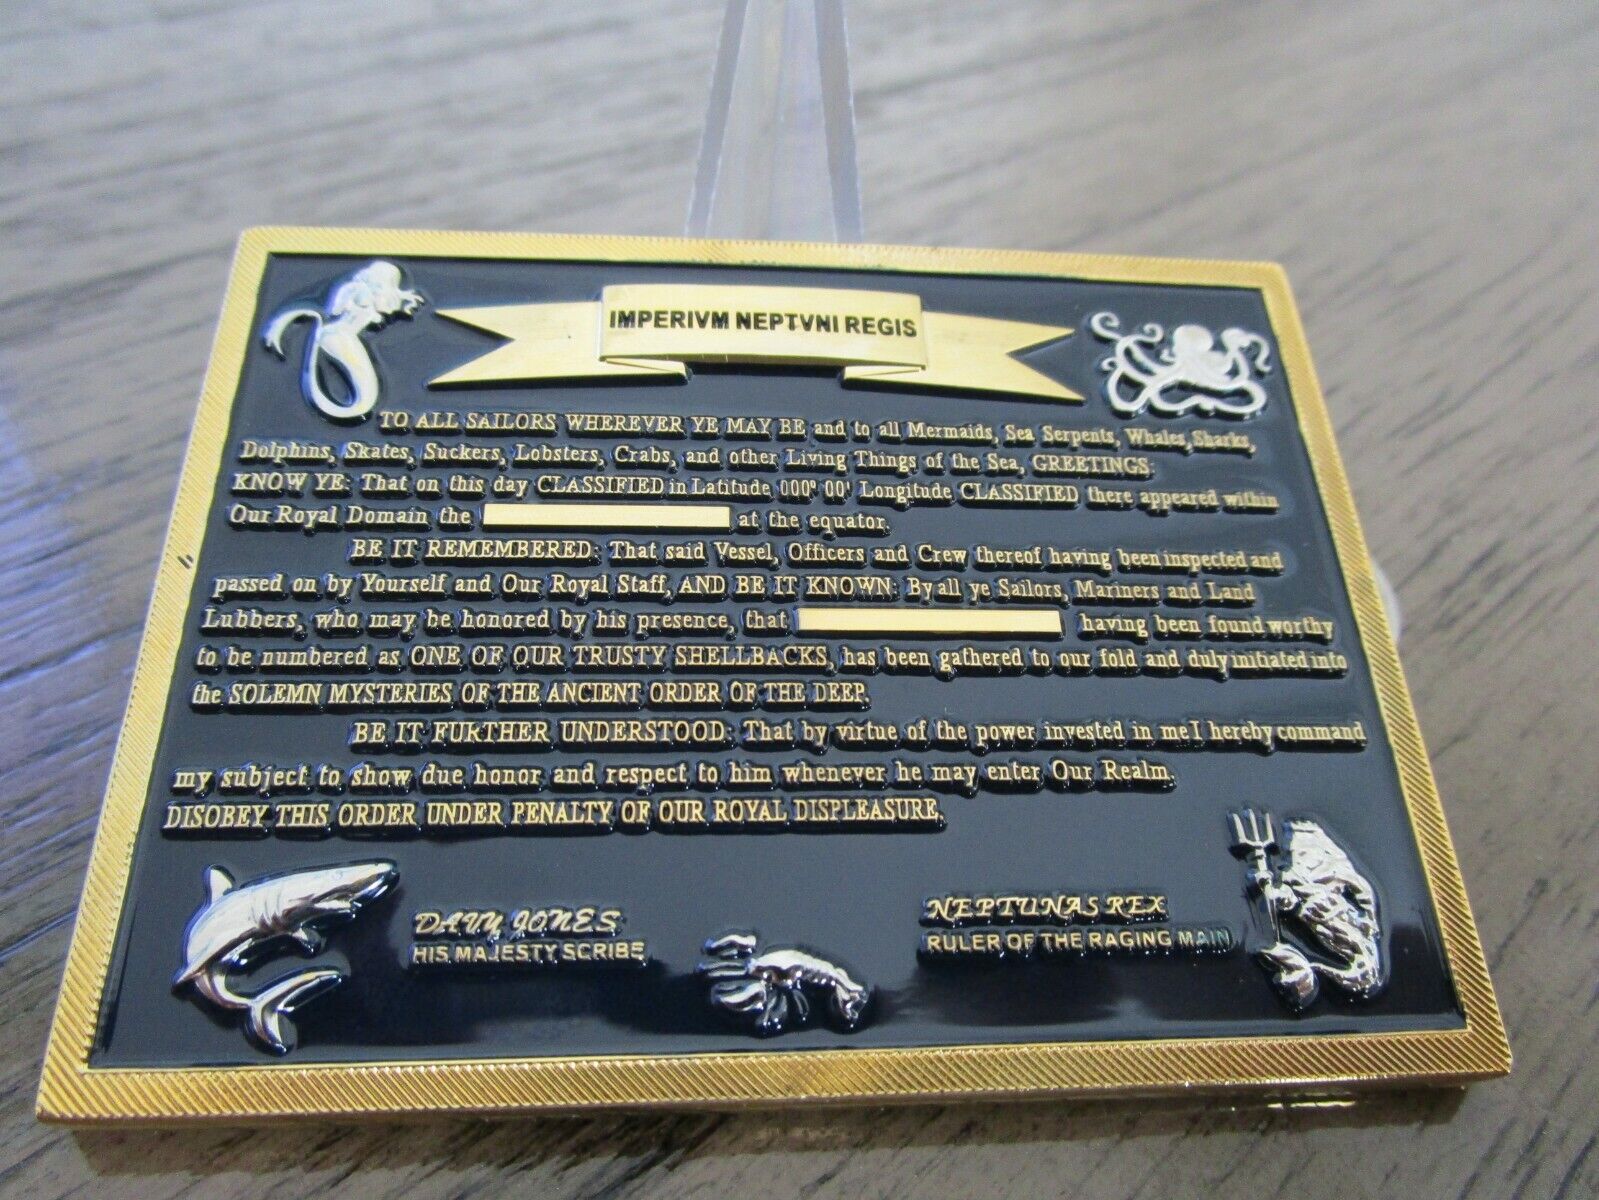 IMPERIVM NEPTVNI REGIS
TO ALL SAILORS WHEREVER YE MAY BE and to all Mermaids, Sea Serpents, Whales, Sharks,
Dolphins, Skates, Suckers, Lobsters, Crabs, and other Living Things of the Sea, GREETINGS:
KNOW YE: That on this day CLASSIFIED in Latitude 000º 00' Longitude CLASSIFIED there appeared within
Our Royal Domain the at the equator.
BE IT REMEMBERED: That said Vessel, Officers and Crew thereof having been inspected and
passed on by Yourself and Our Royal Staff, AND BE IT KNOWN: By all ye Sailors, Mariners and Land
Lubbers, who may be honored by his presence, that having been found worthy
to be numbered as ONE OF OUR TRUSTY SHELLBACKS, has been gathered to our fold and duly initiated into
the SOLEMN MYSTERIES OF THE ANCIENT ORDER OF THE DEEP.
BE IT FURTHER UNDERSTOOD: That by virtue of the power invested in me I hereby command
my subject to show due honor and respect to him whenever he may enter Our Realm.
DISOBEY THIS ORDER UNDER PENALTY OF OUR ROYAL DISPLEASURE.
DAVY JONES
HIS MAJESTY SCRIBE
NEPTUNAS REX
RULER OF THE RAGING MAIN